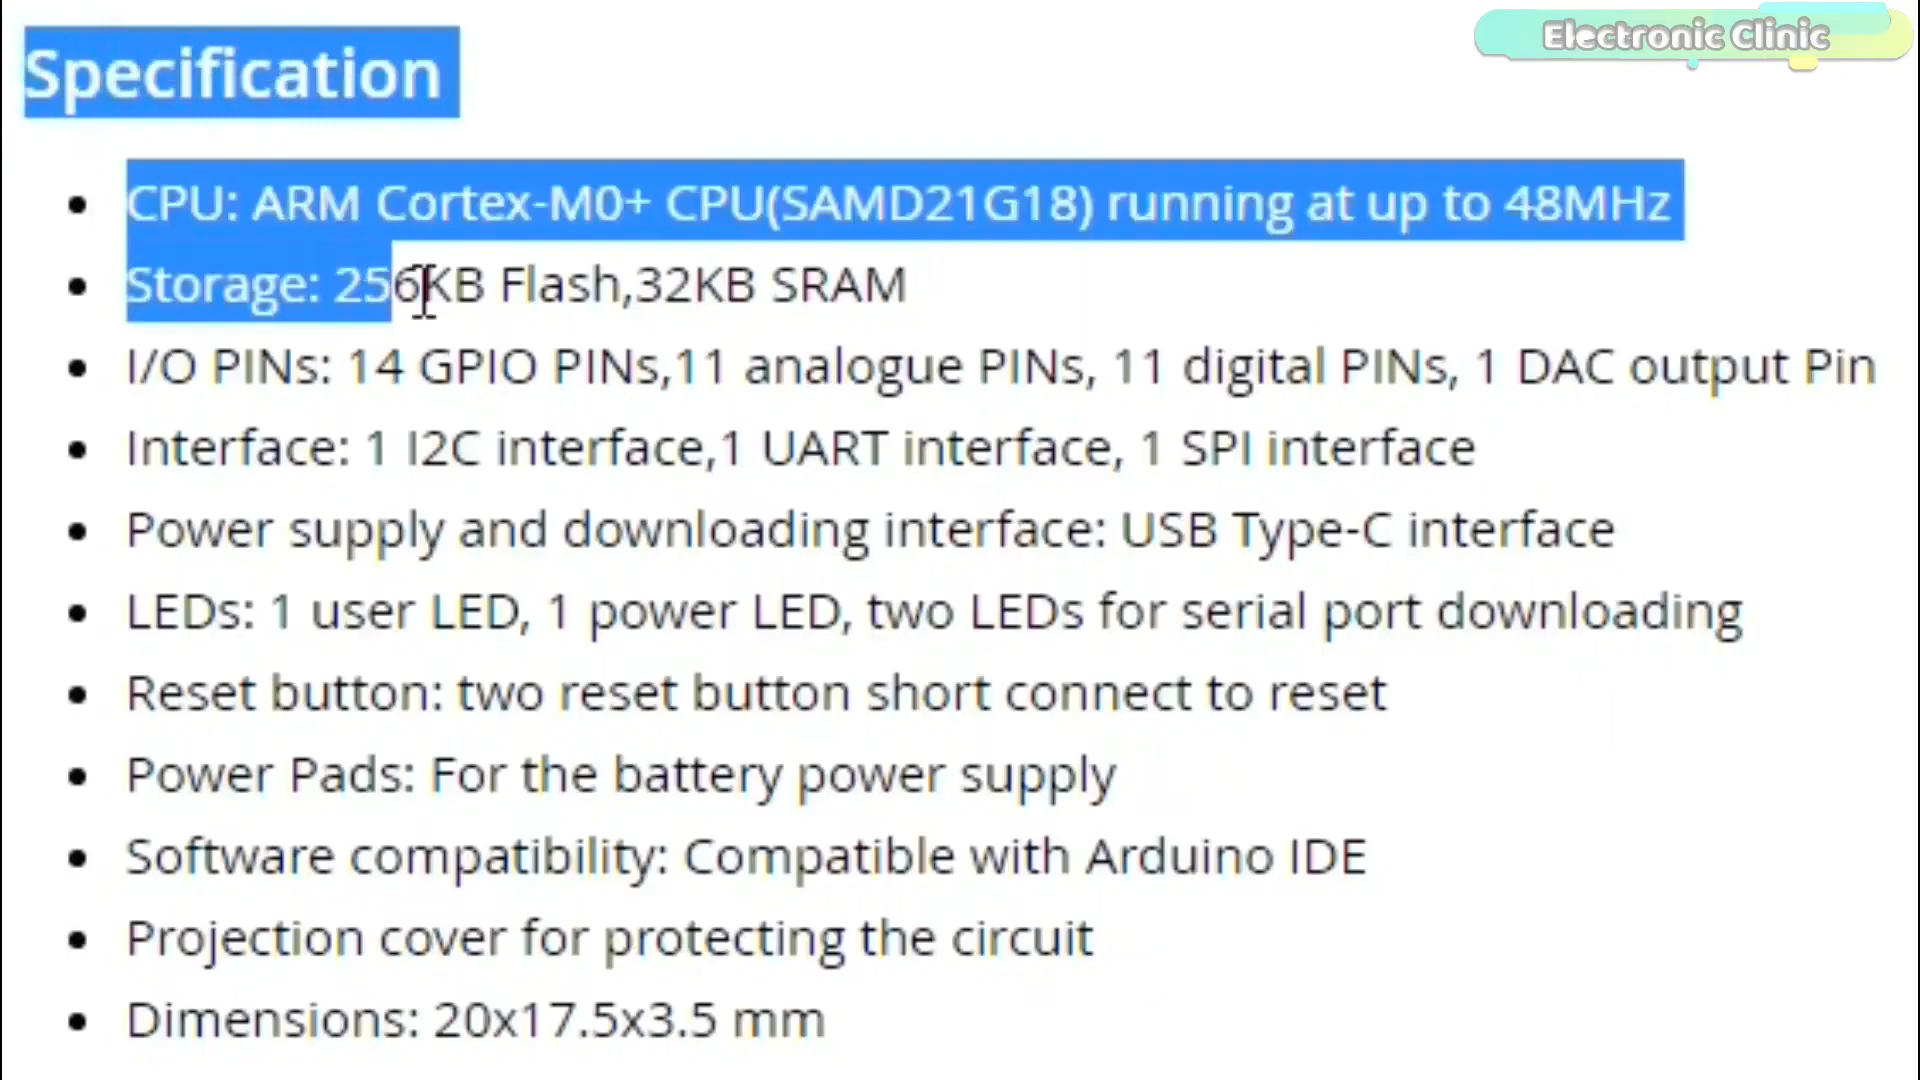 Electronic Clinic
Specification
CPU: ARM Cortex-M0+ CPU(SAMD21G18) running at up to 48MHz
Storage: 256KB Flash,32KB SRAM
I/O PINs: 14 GPIO PINs,11 analogue PINs, 11 digital PINs, 1 DAC output Pin
Interface: 1 I2C interface,1 UART interface, 1 SPI interface
Power supply and downloading interface: USB Type-C interface
LEDs: 1 user LED, 1 power LED, two LEDs for serial port downloading
Reset button: two reset button short connect to reset
Power Pads: For the battery power supply
Software compatibility: Compatible with Arduino IDE
Projection cover for protecting the circuit
Dimensions: 20x17.5x3.5 mm